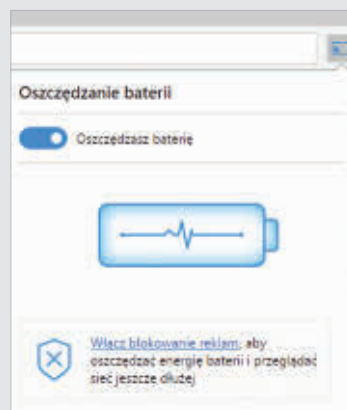 Oszczędzanie baterii
Oszczędzasz baterię
Włącz blokowanie reklam, aby
oszczędzać energię baterii i przeglądać
sieć jeszcze dłużej